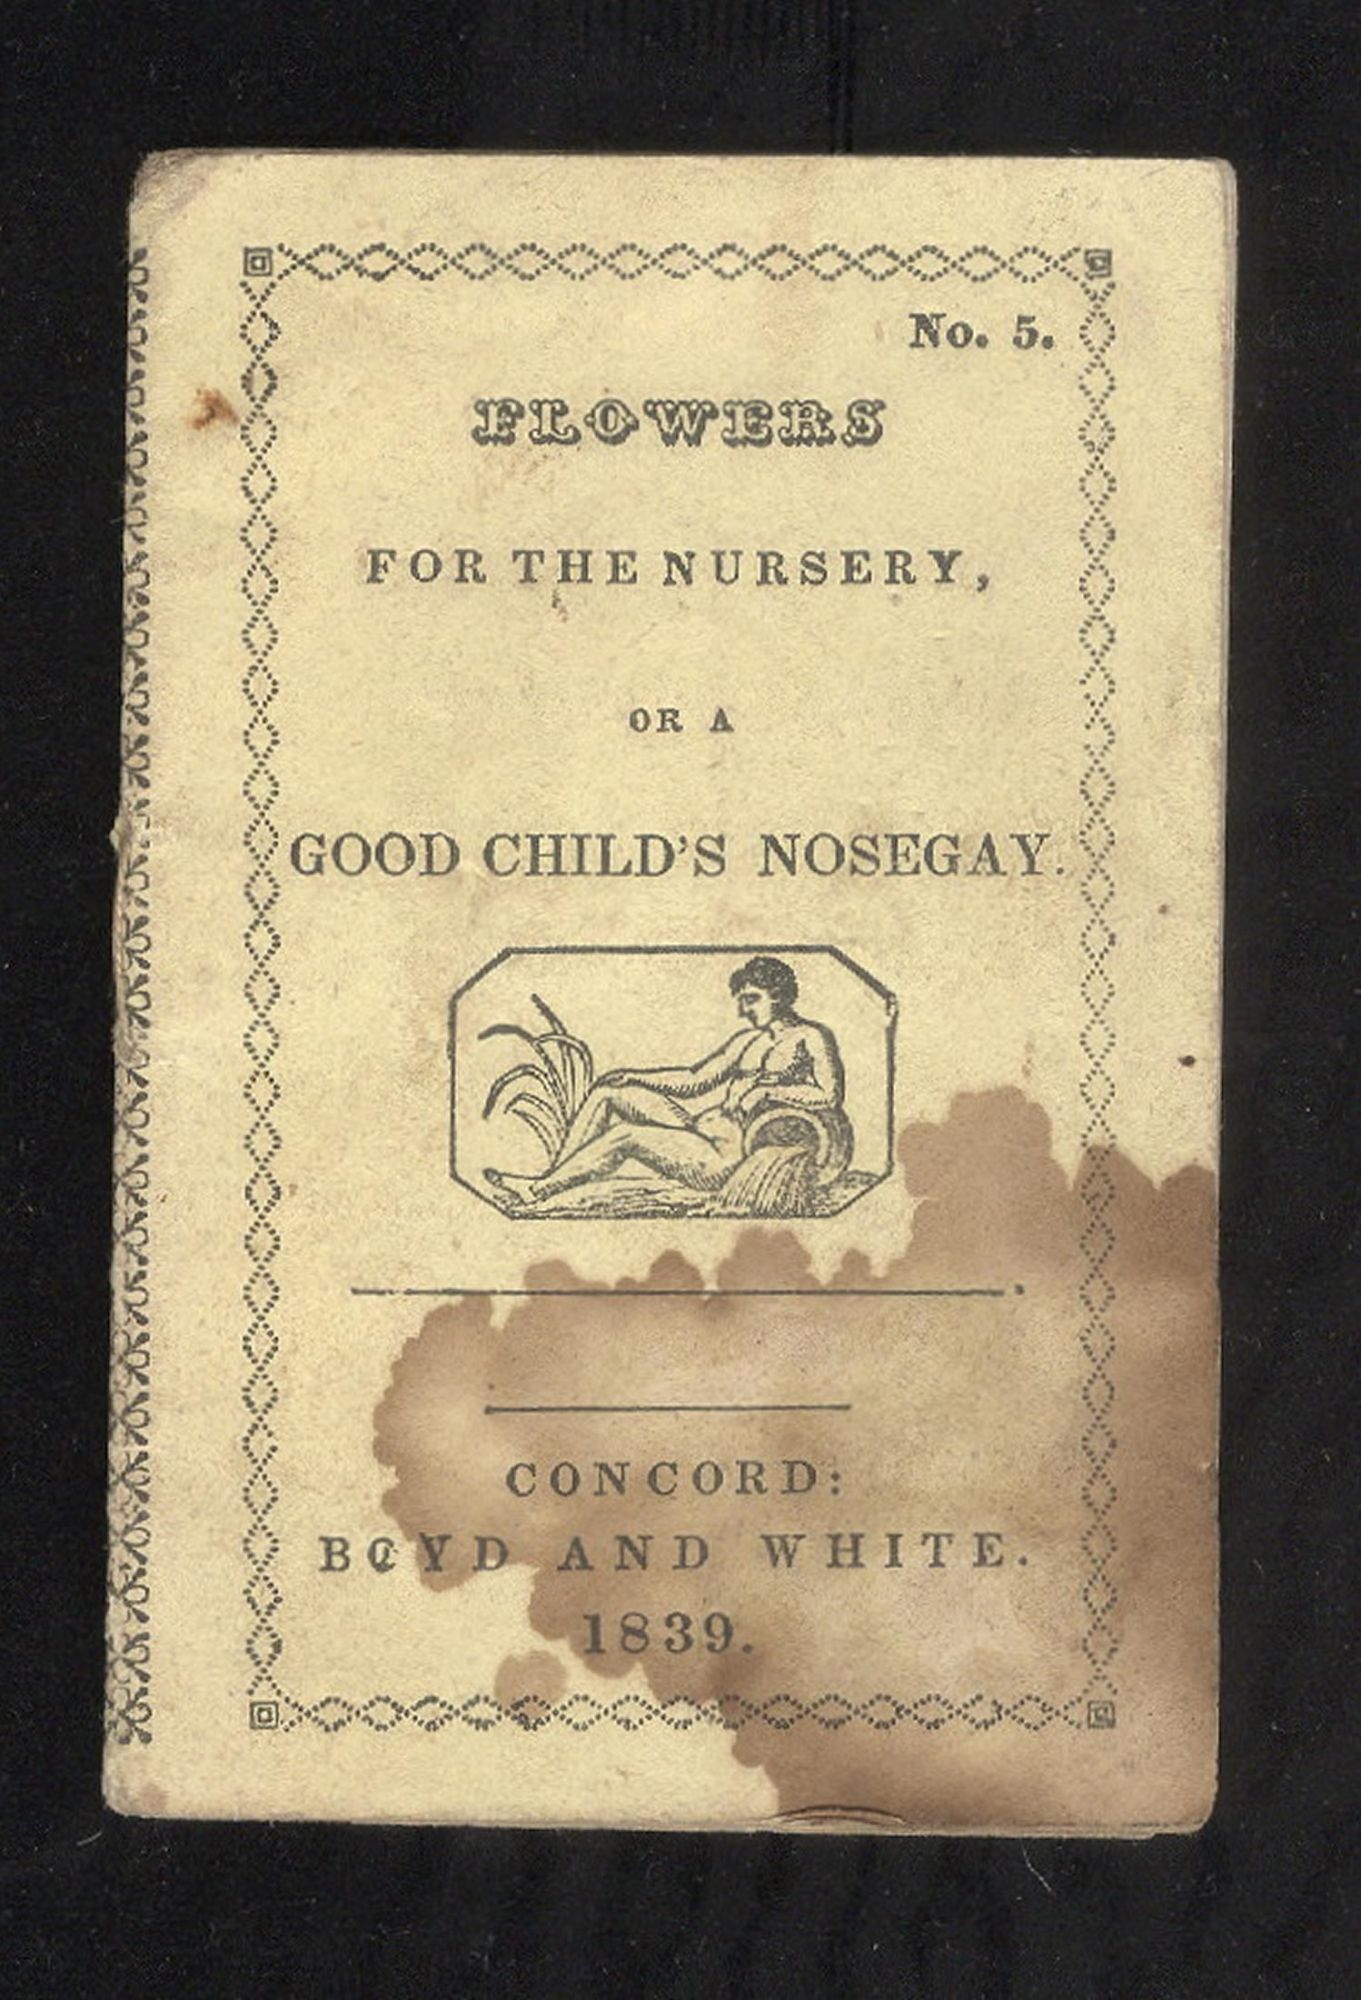 No. 5.
FLOWERS
FOR THE NURSERY,
OR A
GOOD CHILD'S NOSEGAY.
CONCORD:
BOYD AND WHITE.
1839.